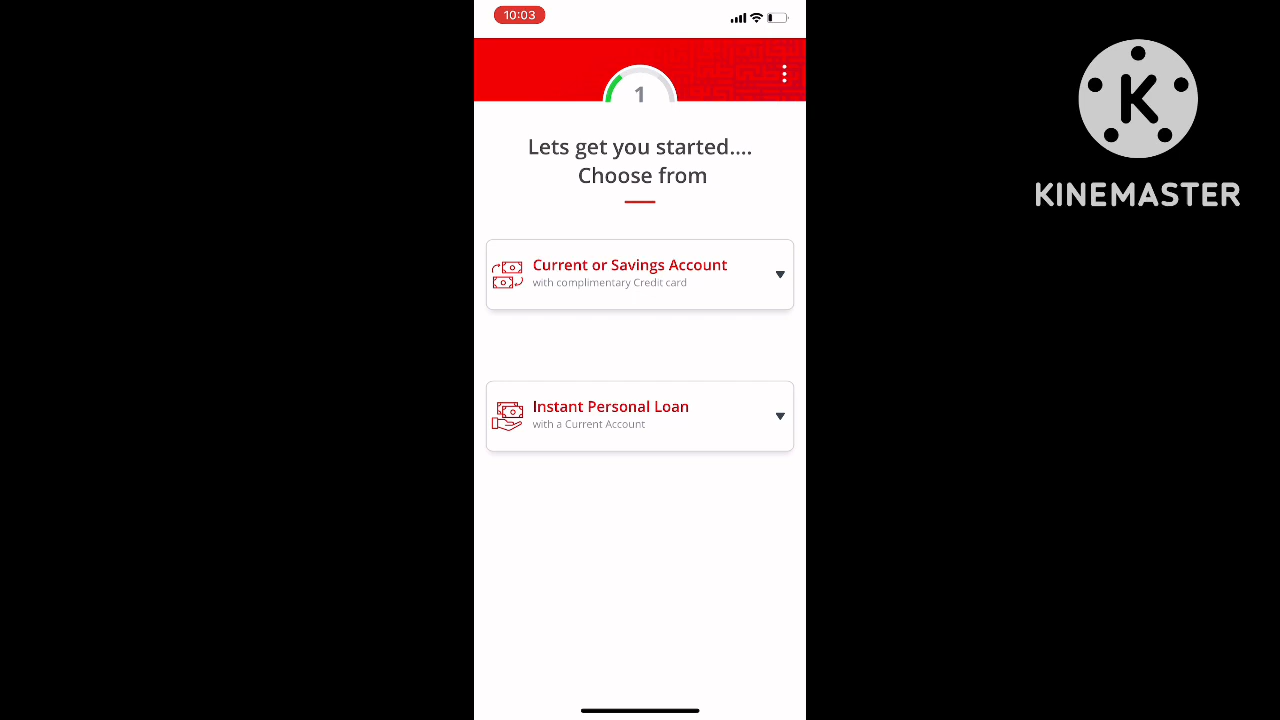 10:03
1
Lets get you started....
Choose from
Current or Savings Account
with complimentary Credit card
Instant Personal Loan
with a Current Account
K
KINEMASTER